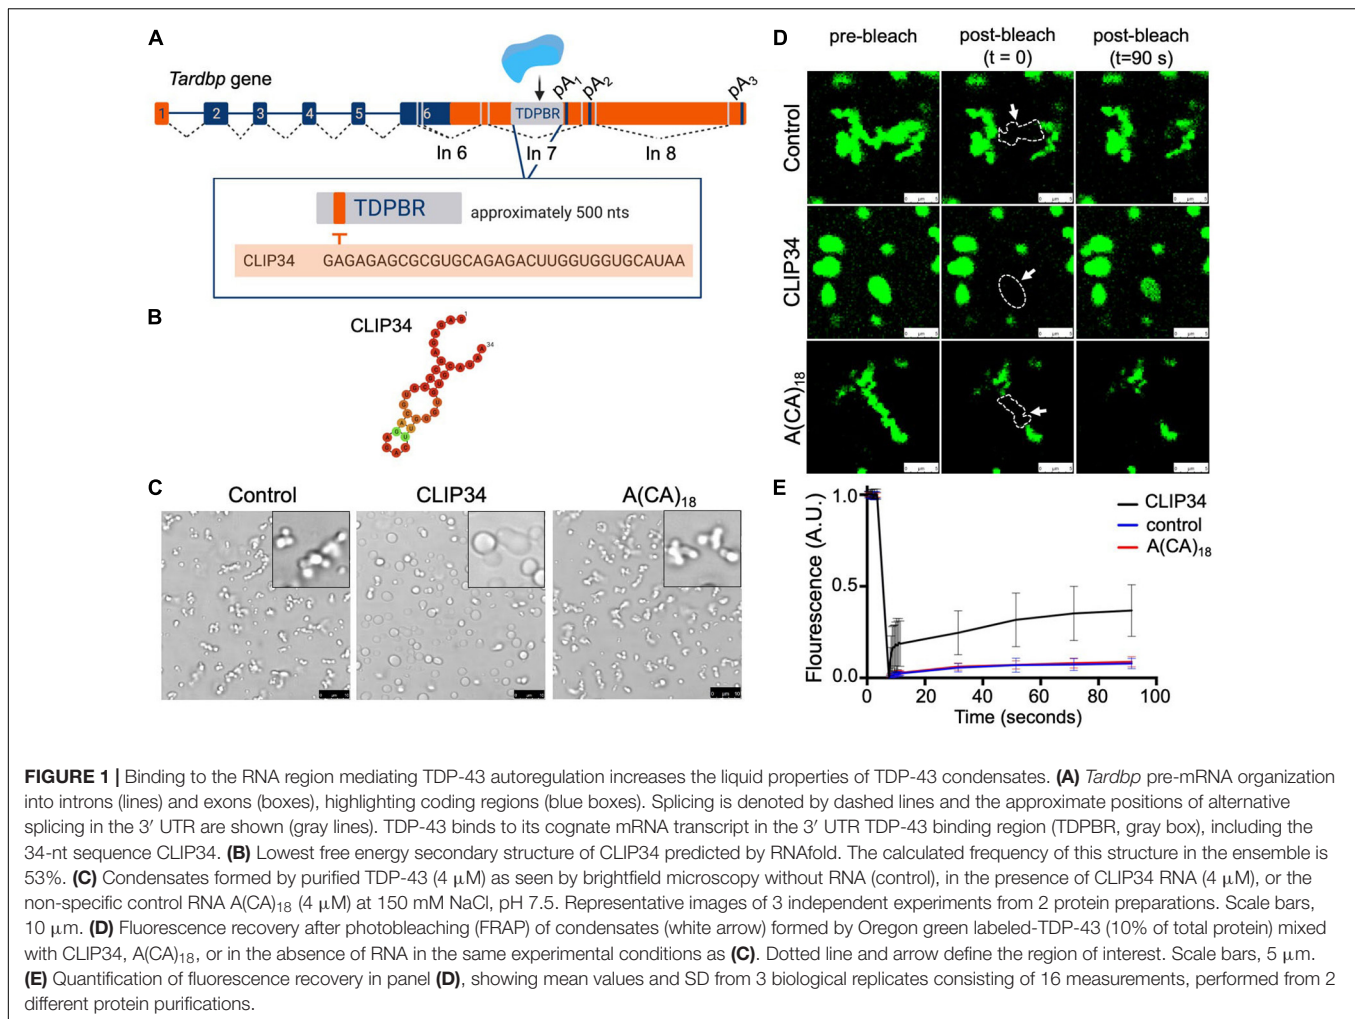 A
Tardbp gene
1
2
3
4
5
6
TDPBR
pA1
pA2
pA3
In 6
In 7
In 8
TDPBR
approximately 500 nts
CLIP34 GAGAGAGCGCGUGCAGAGACUUGGUGGUGCAUAA
B
CLIP34
1
34
C
Control
CLIP34
A(CA)18
D
pre-bleach
post-bleach
(t = 0)
post-bleach
(t=90 s)
Control
CLIP34
A(CA)18
E
CLIP34
control
A(CA)18
Flourescence (A.U.)
1.0
0.5
0.0
0 20 40 60 80 100
Time (seconds)
FIGURE 1 | Binding to the RNA region mediating TDP-43 autoregulation increases the liquid properties of TDP-43 condensates. (A) Tardbp pre-mRNA organization
into introns (lines) and exons (boxes), highlighting coding regions (blue boxes). Splicing is denoted by dashed lines and the approximate positions of alternative
splicing in the 3′ UTR are shown (gray lines). TDP-43 binds to its cognate mRNA transcript in the 3′ UTR TDP-43 binding region (TDPBR, gray box), including the
34-nt sequence CLIP34. (B) Lowest free energy secondary structure of CLIP34 predicted by RNAfold. The calculated frequency of this structure in the ensemble is
53%. (C) Condensates formed by purified TDP-43 (4 μM) as seen by brightfield microscopy without RNA (control), in the presence of CLIP34 RNA (4 μM), or the
non-specific control RNA A(CA)18 (4 μM) at 150 mM NaCl, pH 7.5. Representative images of 3 independent experiments from 2 protein preparations. Scale bars,
10 μm. (D) Fluorescence recovery after photobleaching (FRAP) of condensates (white arrow) formed by Oregon green labeled-TDP-43 (10% of total protein) mixed
with CLIP34, A(CA)18, or in the absence of RNA in the same experimental conditions as (C). Dotted line and arrow define the region of interest. Scale bars, 5 μm.
(E) Quantification of fluorescence recovery in panel (D), showing mean values and SD from 3 biological replicates consisting of 16 measurements, performed from 2
different protein purifications.